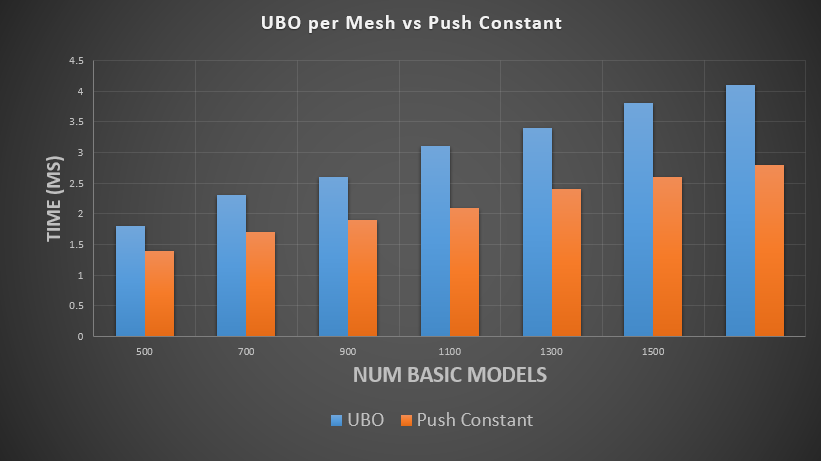 UBO per Mesh vs Push Constant
4.5
4
3.5
3
2.5
2
1.5
1
0.5
0
TIME (MS)
500 700 900 1100 1300 1500
NUM BASIC MODELS
UBO Push Constant